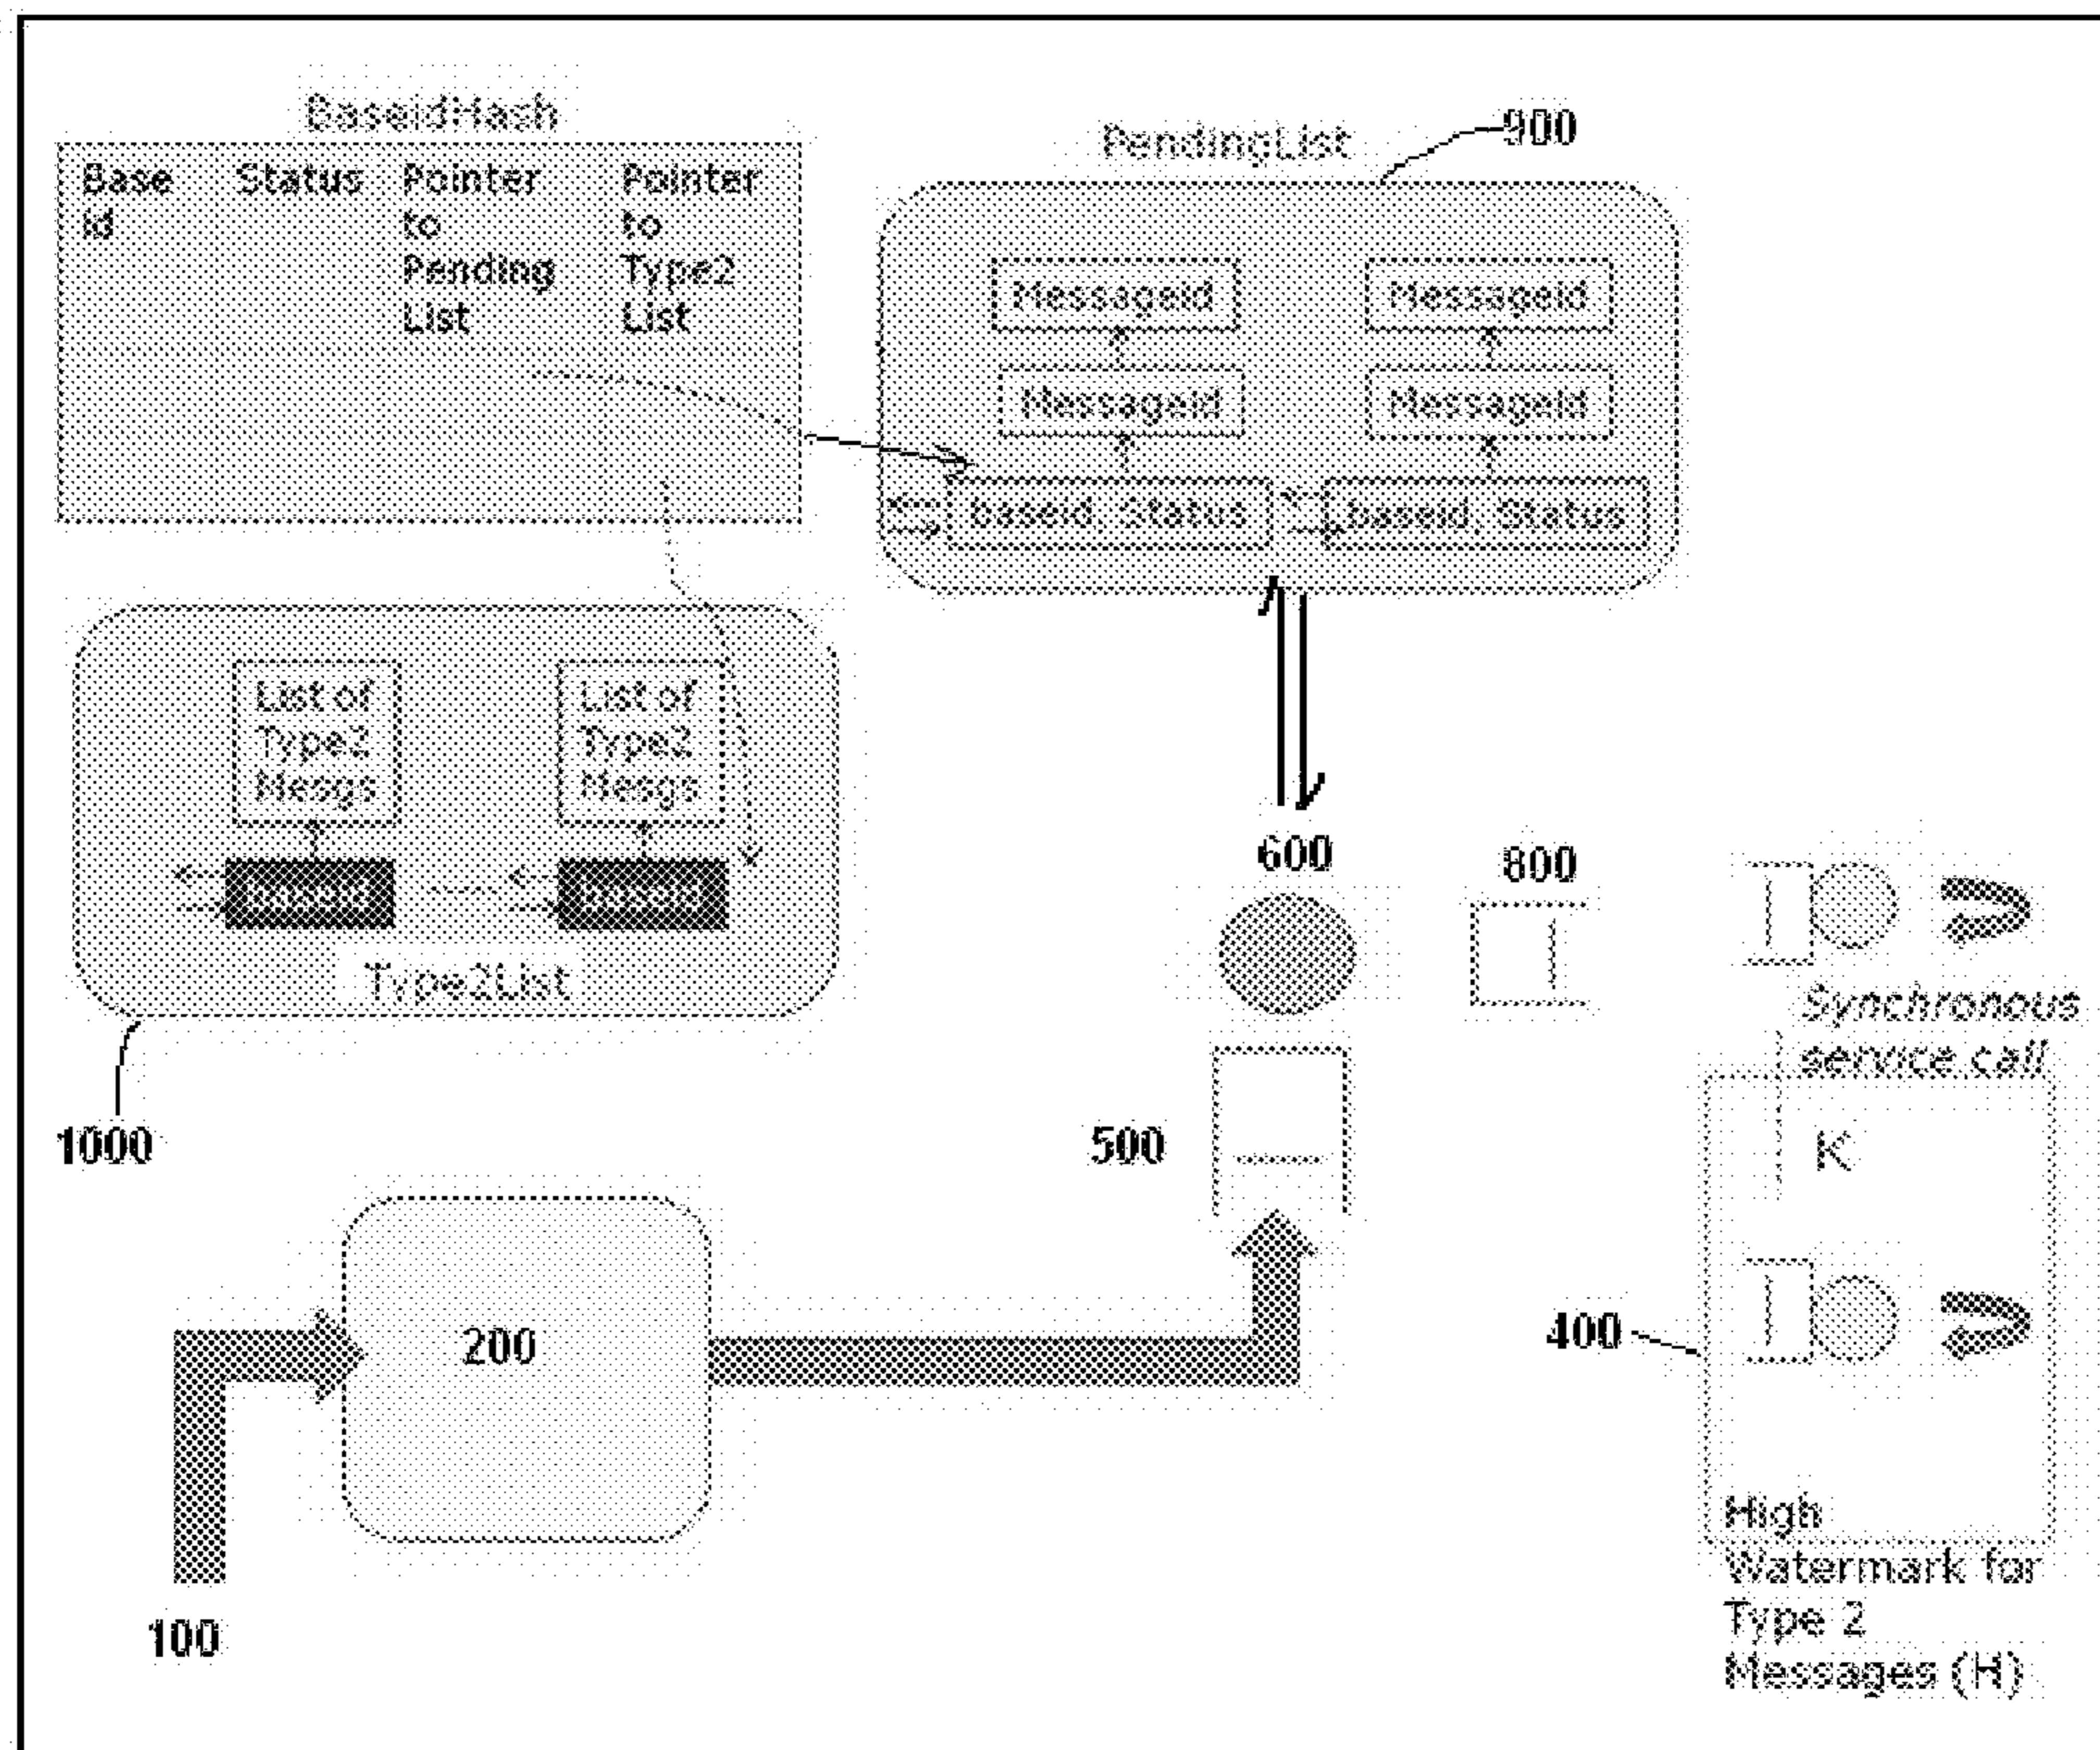 BaseidHash
Base
id
Status
Pointer
to
Pending
List
Pointer
to
Type2
List
PendingList
900
MessageId
MessageId
MessageId
MessageId
baseid, Status
baseid, Status
List of
Type2
Mesgs
List of
Type2
Mesgs
baseid
baseid
Type2List
1000
600
800
Synchronous
service call
500
K
200
400
100
High
Watermark for
Type 2
Messages (H)